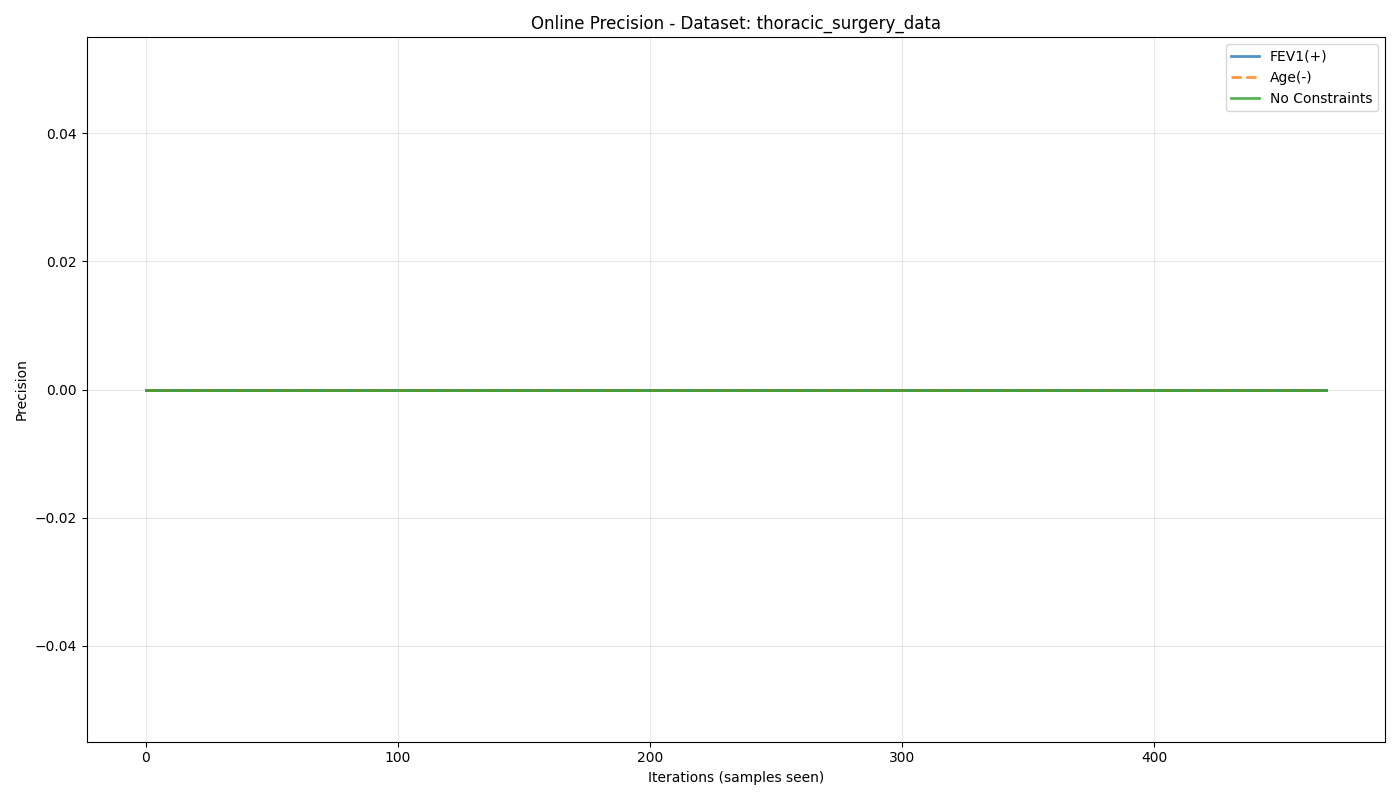 Online Precision - Dataset: thoracic_surgery_data
FEV1(+)
Age(-)
No Constraints
0.04
0.02
0.00
−0.02
−0.04
Precision
0 100 200 300 400
Iterations (samples seen)